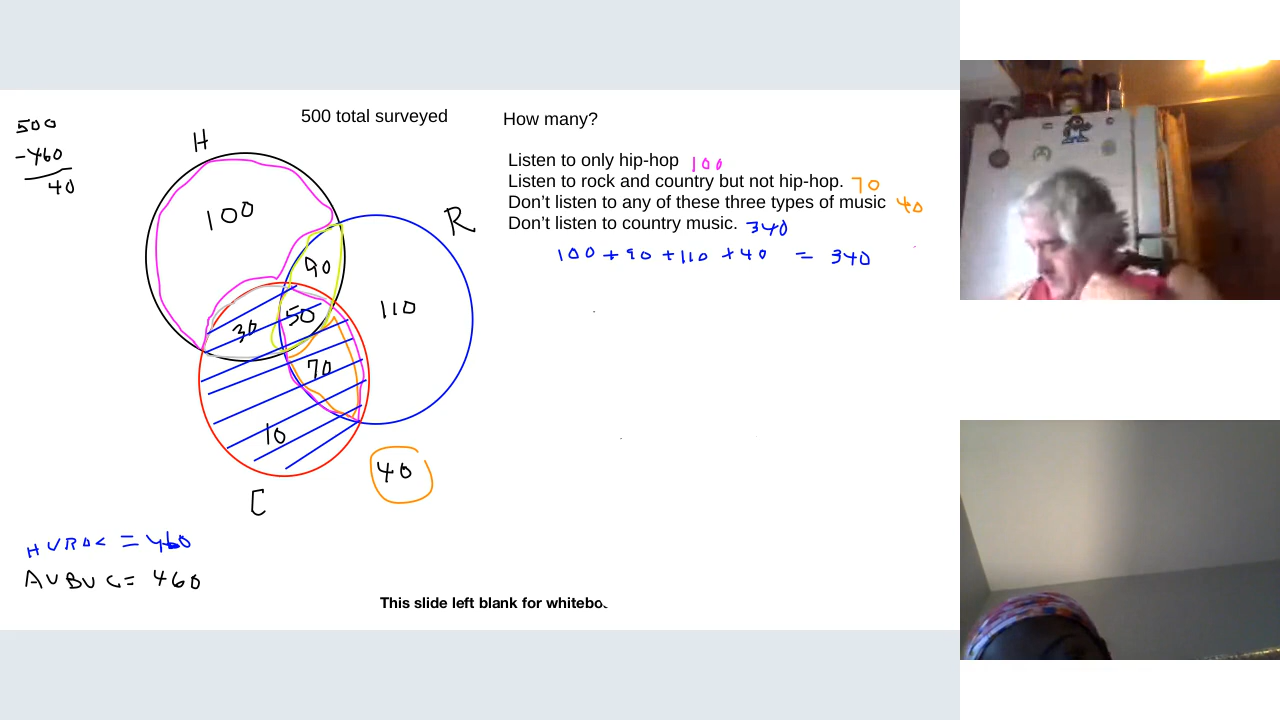 500 total surveyed
How many?
500
-460
40
H
R
C
100
90
110
30
50
70
10
40
Listen to only hip-hop 100
Listen to rock and country but not hip-hop. 70
Don't listen to any of these three types of music 40
Don't listen to country music. 340
100 + 90 + 110 + 40 = 340
= 460
A U B U C = 460
This slide left blank for whitebo